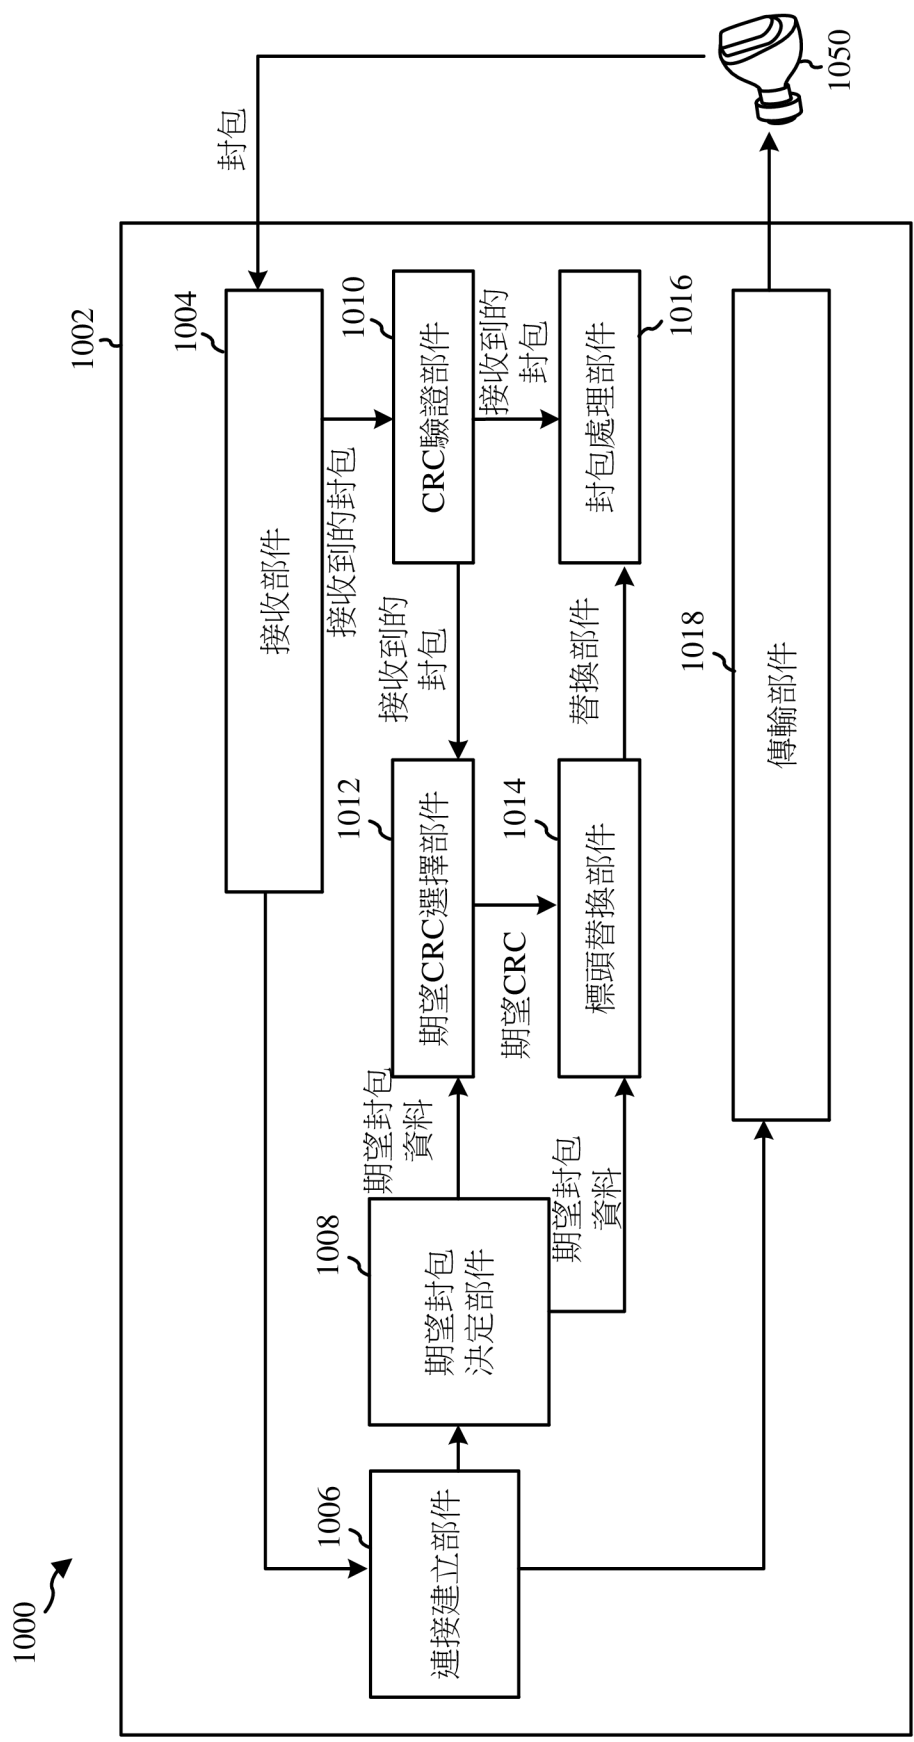 1000
1002
封包
1050
1004
接收部件
接收到的封包
1006
連接建立部件
1008
期望封包
決定部件
期望封包
資料
1012
期望CRC選擇部件
接收到的
封包
1010
CRC驗證部件
期望封包
資料
期望CRC
1014
標頭替換部件
替換部件
接收到的
封包
封包處理部件
1016
1018
傳輸部件